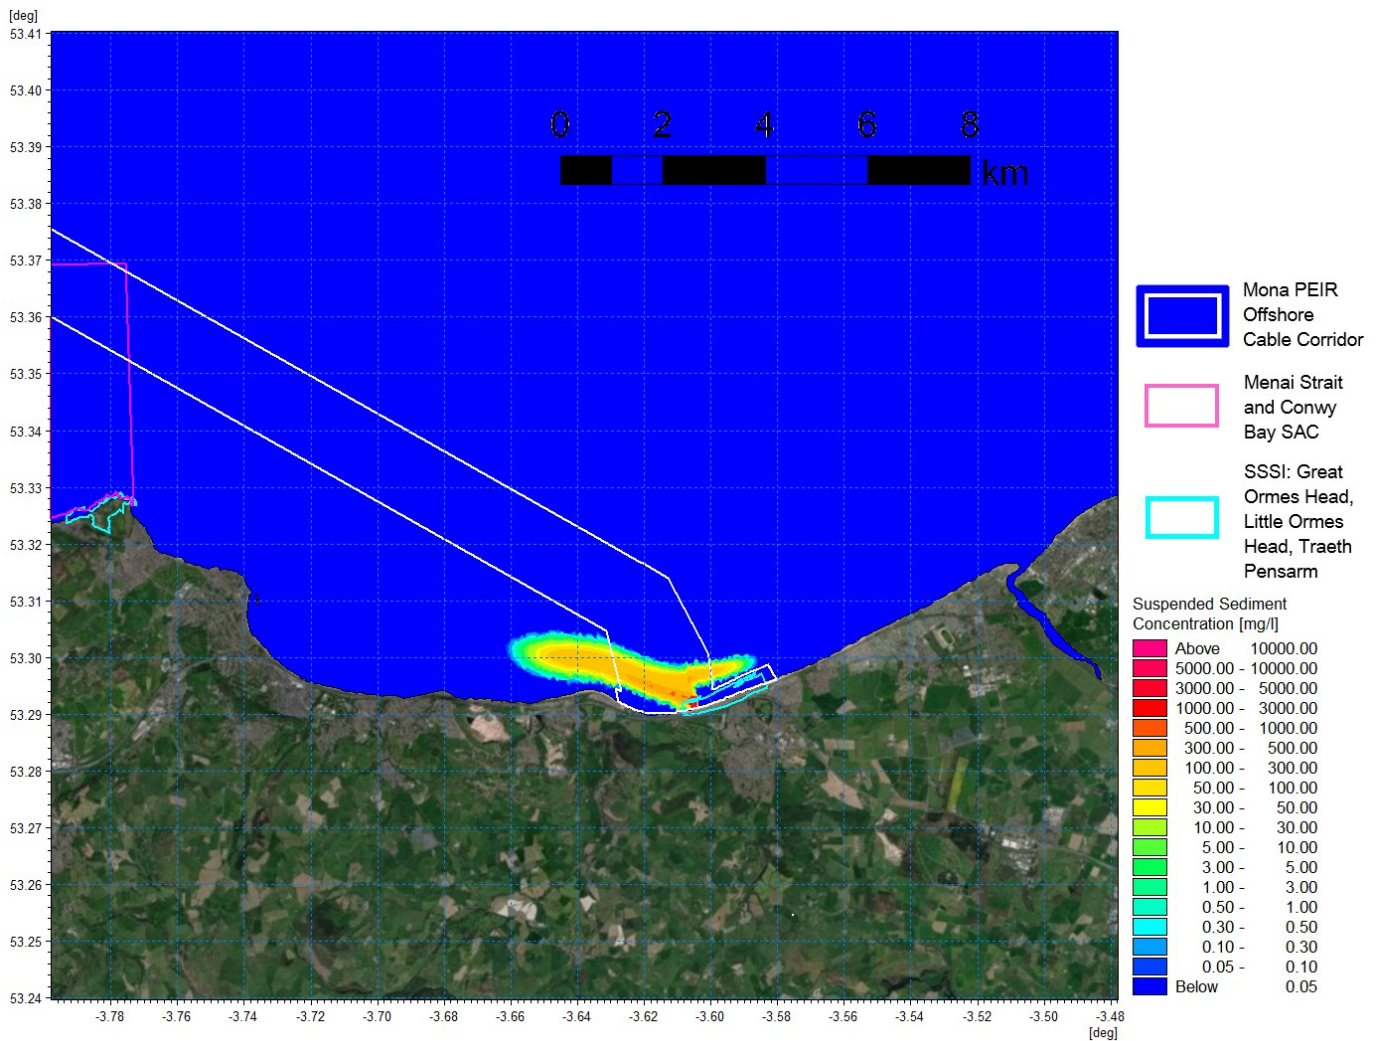 [deg]
53.41
53.40
53.39
53.38
53.37
53.36
53.35
53.34
53.33
53.32
53.31
53.30
53.29
53.28
53.27
53.26
53.25
53.24
0 2 4 6 8
km
-3.78 -3.76 -3.74 -3.72 -3.70 -3.68 -3.66 -3.64 -3.62 -3.60 -3.58 -3.56 -3.54 -3.52 -3.50 -3.48
[deg]
Mona PEIR
Offshore
Cable Corridor
Menai Strait
and Conwy
Bay SAC
SSSI: Great
Ormes Head,
Little Ormes
Head, Traeth
Pensarm
Suspended Sediment
Concentration [mg/l]
Above 10000.00
5000.00 - 10000.00
3000.00 - 5000.00
1000.00 - 3000.00
500.00 - 1000.00
300.00 - 500.00
100.00 - 300.00
50.00 - 100.00
30.00 - 50.00
10.00 - 30.00
5.00 - 10.00
3.00 - 5.00
1.00 - 3.00
0.50 - 1.00
0.30 - 0.50
0.10 - 0.30
0.05 - 0.10
Below 0.05